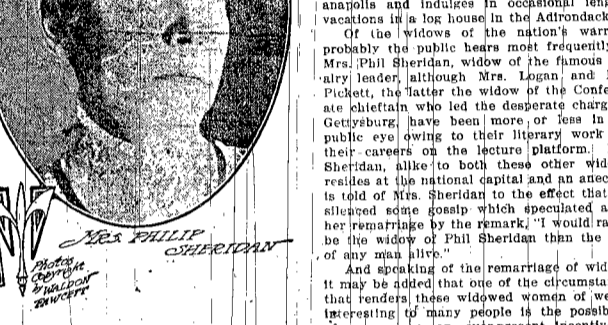 MRS. PHILIP
SHERIDAN
Photos
Copyright
by WALDON
FAWCETT
anapolis and indulges in occasional
vacations in a log house in the Adirondack
Of the widows of the nation's warr
probably the public hears most frequently
Mrs. Phil Sheridan, widow of the famous
alry leader, although Mrs. Logan and
Pickett, the latter the widow of the Confe
ate chieftain who led the desperate charg
Gettysburg, have been more or less in
public eye owing to their literary work
their careers on the lecture platform.
Sheridan, alike to both these other wid
resides at the national capital and an anec
is told of Mrs. Sheridan to the effect that
silenced some gossip which speculated a
her remarriage by the remark, "I would ra
be the widow of Phil Sheridan than the
of any man alive."
And speaking of the remarriage of wid
it may be added that one of the circumsta
that renders these widowed women of we
interesting to many people is the possib